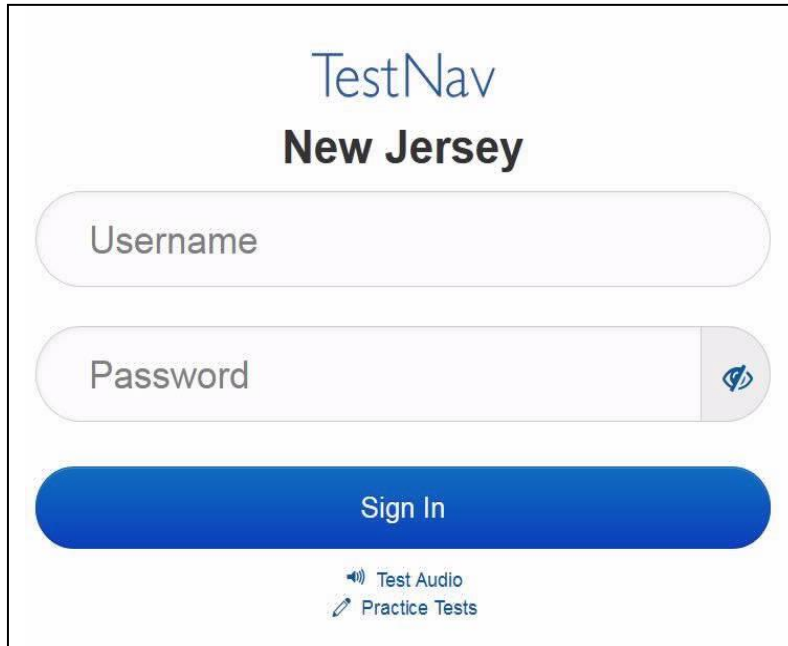 TestNav
New Jersey
Username
Password
Sign In
Test Audio
Practice Tests